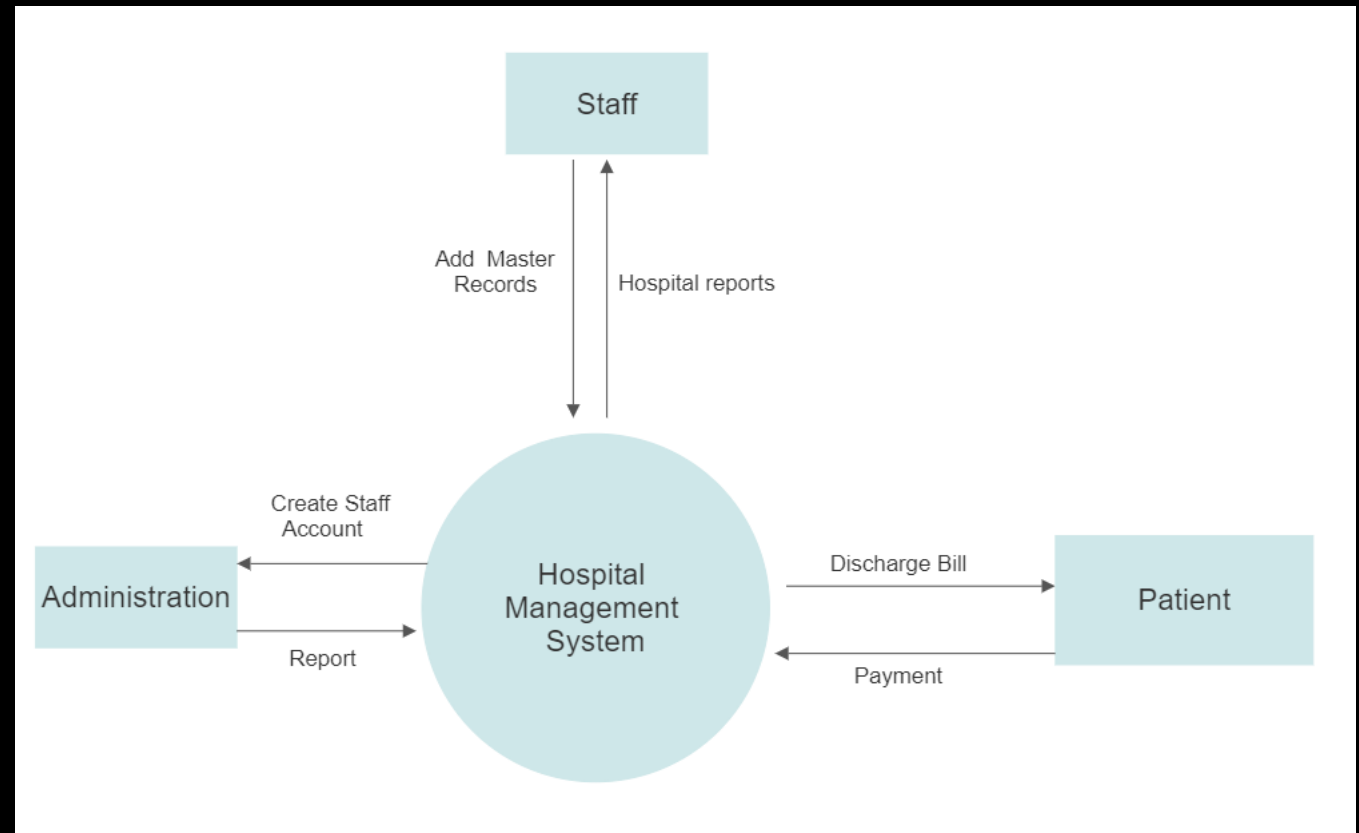 Staff
Add Master
Records
Hospital reports
Create Staff
Account
Administration
Report
Hospital
Management
System
Discharge Bill
Patient
Payment